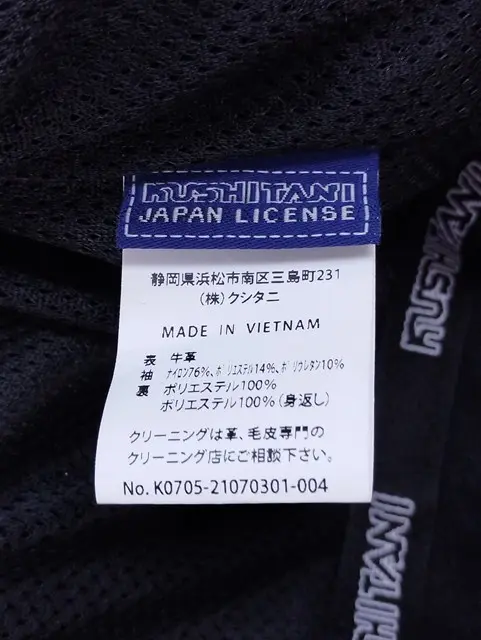 KUSHITANI
JAPAN LICENSE
静岡県浜松市南区三島町231
(株)クシタニ
MADE IN VIETNAM
表 牛革
袖 ナイロン76%、ポリエステル14%、ポリウレタン10%
裏 ポリエステル100%
ポリエステル100%(身返し)
クリーニングは革、毛皮専門の
クリーニング店にご相談下さい。
No. K0705-21070301-004
KUSHITANI
KUSHITANI